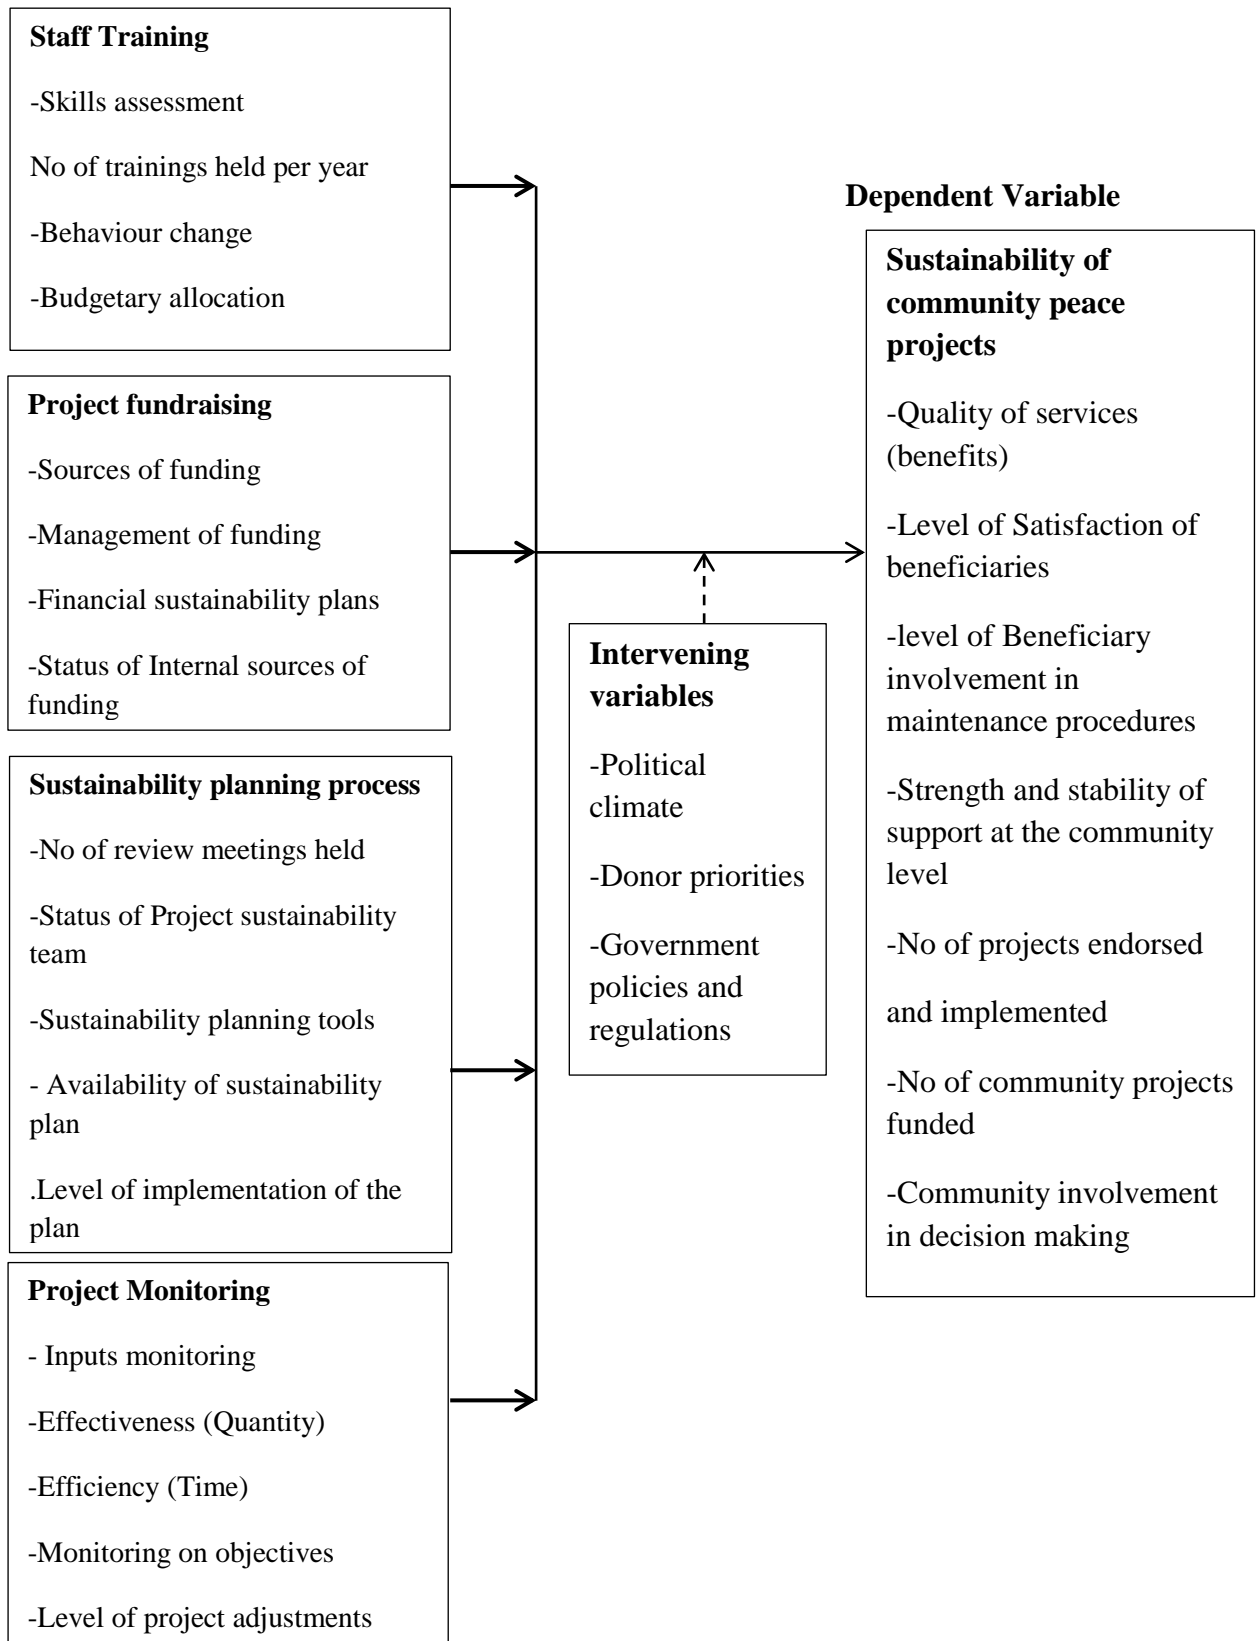 Staff Training
-Skills assessment
No of trainings held per year
-Behaviour change
-Budgetary allocation
Project fundraising
-Sources of funding
-Management of funding
-Financial sustainability plans
-Status of Internal sources of
funding
Sustainability planning process
-No of review meetings held
-Status of Project sustainability
team
-Sustainability planning tools
- Availability of sustainability
plan
.Level of implementation of the
plan
Project Monitoring
- Inputs monitoring
-Effectiveness (Quantity)
-Efficiency (Time)
-Monitoring on objectives
-Level of project adjustments
Intervening
variables
-Political
climate
-Donor priorities
-Government
policies and
regulations
Dependent Variable
Sustainability of
community peace
projects
-Quality of services
(benefits)
-Level of Satisfaction of
beneficiaries
-level of Beneficiary
involvement in
maintenance procedures
-Strength and stability of
support at the community
level
-No of projects endorsed
and implemented
-No of community projects
funded
-Community involvement
in decision making